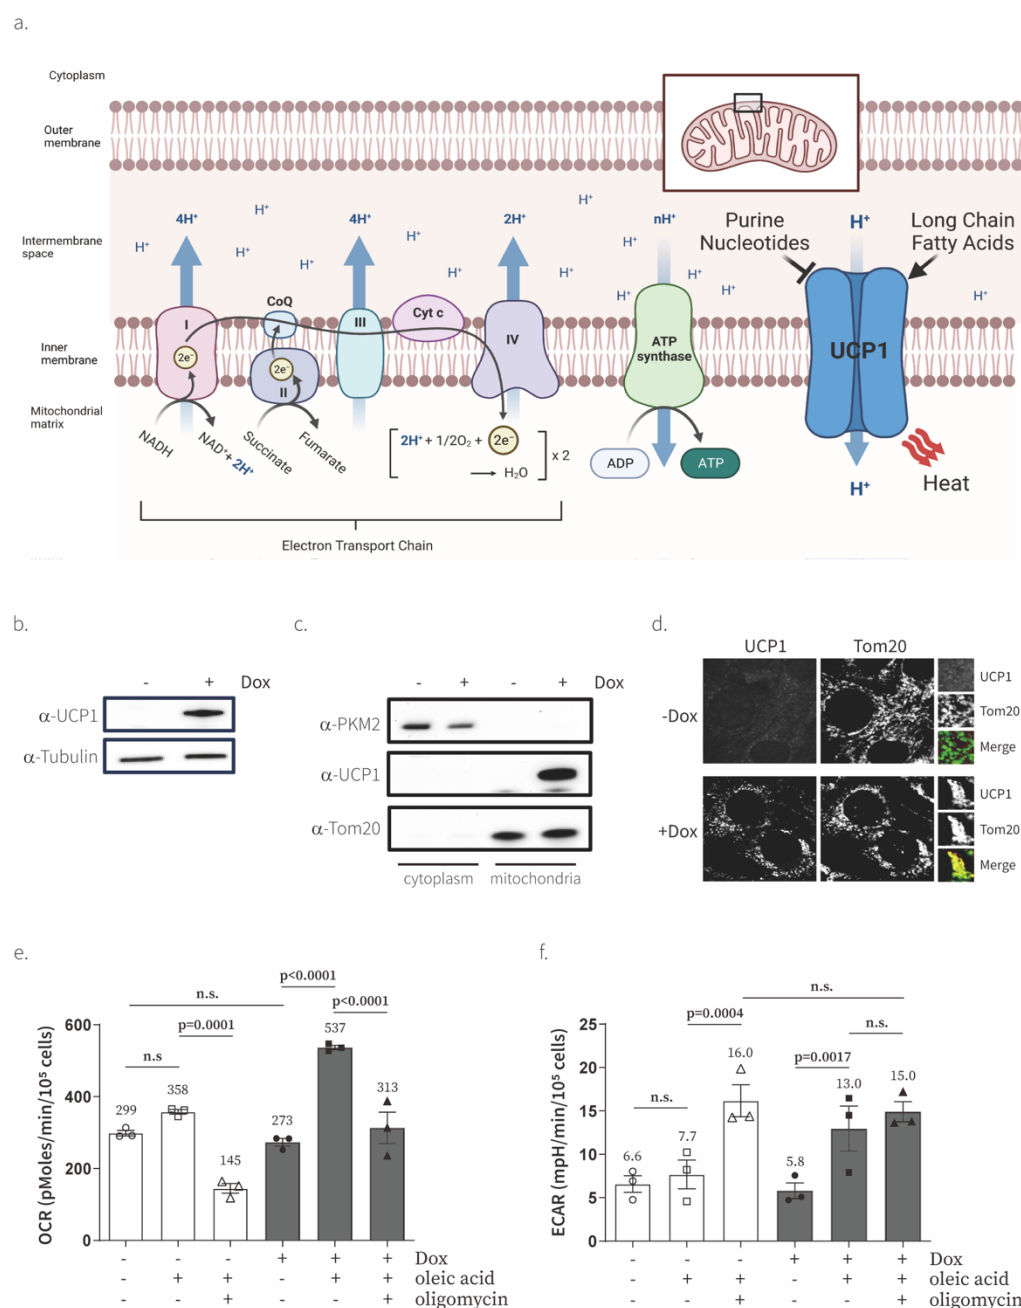 a.
Cytoplasm
Outer
membrane
Intermembrane
space
Inner
membrane
Mitochondrial
matrix
4H⁺
H⁺
H⁺
H⁺
H⁺
4H⁺
H⁺
H⁺
2H⁺
H⁺
nH⁺
H⁺
H⁺
H⁺
H⁺
Purine
Nucleotides
H⁺
Long Chain
Fatty Acids
H⁺
I
2e⁻
CoQ
2e⁻
II
III
Cyt c
IV
ATP
synthase
UCP1
NADH
NAD⁺+ 2H⁺
Succinate
Fumarate
2H⁺ + 1/2O₂ + 2e⁻
→ H₂O
x 2
ADP
ATP
H⁺
Heat
Electron Transport Chain
b.
- + Dox
α-UCP1
α-Tubulin
c.
- + - + Dox
α-PKM2
α-UCP1
α-Tom20
cytoplasm mitochondria
d.
UCP1 Tom20
-Dox
UCP1
Tom20
Merge
+Dox
UCP1
Tom20
Merge
e.
n.s.
p<0.0001
n.s
p=0.0001
p<0.0001
OCR (pMoles/min/10⁵ cells)
600
400
200
0
299
358
145
273
537
313
- - - + + + Dox
- + + - + + oleic acid
- - + - - + oligomycin
f.
n.s.
p=0.0004
n.s.
n.s.
p=0.0017
ECAR (mpH/min/10⁵ cells)
25
20
15
10
5
0
6.6
7.7
16.0
5.8
13.0
15.0
- - - + + + Dox
- + + - + + oleic acid
- - + - - + oligomycin